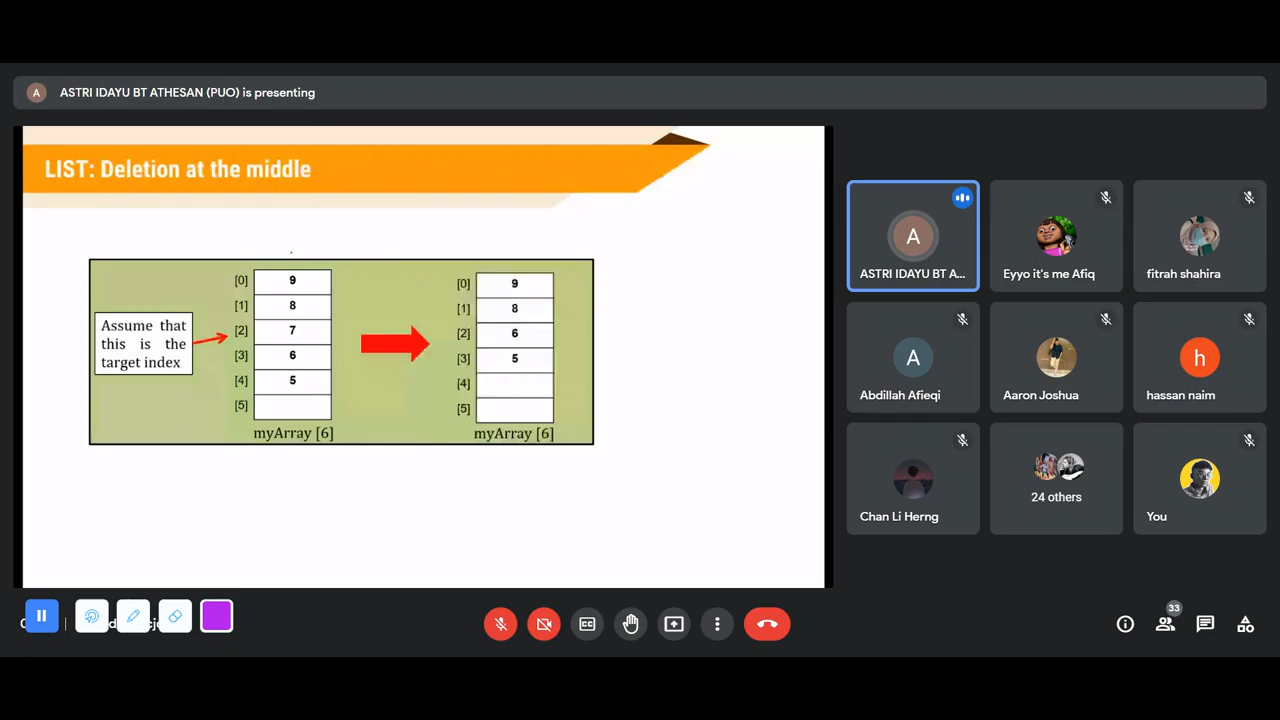 A ASTRI IDAYU BT ATHESAN (PUO) is presenting
LIST: Deletion at the middle
Assume that
this is the
target index
[0] 9
[1] 8
[2] 7
[3] 6
[4] 5
[5]
myArray [6]
[0] 9
[1] 8
[2] 6
[3] 5
[4]
[5]
myArray [6]
A
ASTRI IDAYU BT A...
Eyyo it's me Afiq
fitrah shahira
A
Abdillah Afieqi
Aaron Joshua
h
hassan naim
Chan Li Herng
24 others
You
33